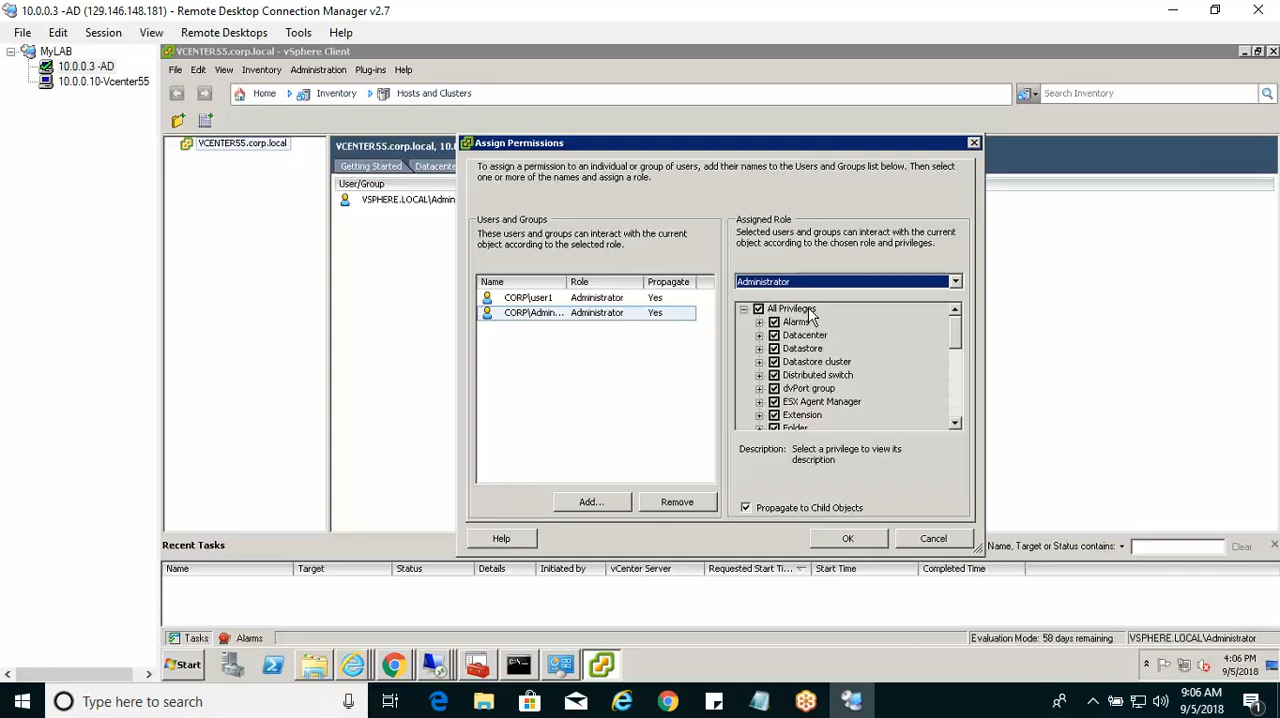 10.0.0.3 -AD (129.146.148.181) - Remote Desktop Connection Manager v2.7
File Edit Session View Remote Desktops Tools Help
MyLAB
10.0.0.3 -AD
10.0.0.10-Vcenter55
VCENTER55.corp.local - vSphere Client
File Edit View Inventory Administration Plug-ins Help
Home Inventory Hosts and Clusters
Search Inventory
VCENTER55.corp.local
VCENTER55.corp.local, 10.
Getting Started Datacente
User/Group
VSPHERE.LOCAL\Admin
Assign Permissions
To assign a permission to an individual or group of users, add their names to the Users and Groups list below. Then select
one or more of the names and assign a role.
Users and Groups
These users and groups can interact with the current
object according to the selected role.
Name Role Propagate
CORP\user1 Administrator Yes
CORP\Admin... Administrator Yes
Add... Remove
Assigned Role
Selected users and groups can interact with the current
object according to the chosen role and privileges.
Administrator
All Privileges
Alarms
Datacenter
Datastore
Datastore cluster
Distributed switch
dvPort group
ESX Agent Manager
Extension
Folder
Description: Select a privilege to view its
description
Propagate to Child Objects
Help OK Cancel
Recent Tasks
Name, Target or Status contains: Clear
Name Target Status Details Initiated by vCenter Server Requested Start Ti... Start Time Completed Time
Tasks Alarms
Evaluation Mode: 58 days remaining VSPHERE.LOCAL\Administrator
Start
4:06 PM
9/5/2018
Type here to search
9:06 AM
9/5/2018
1